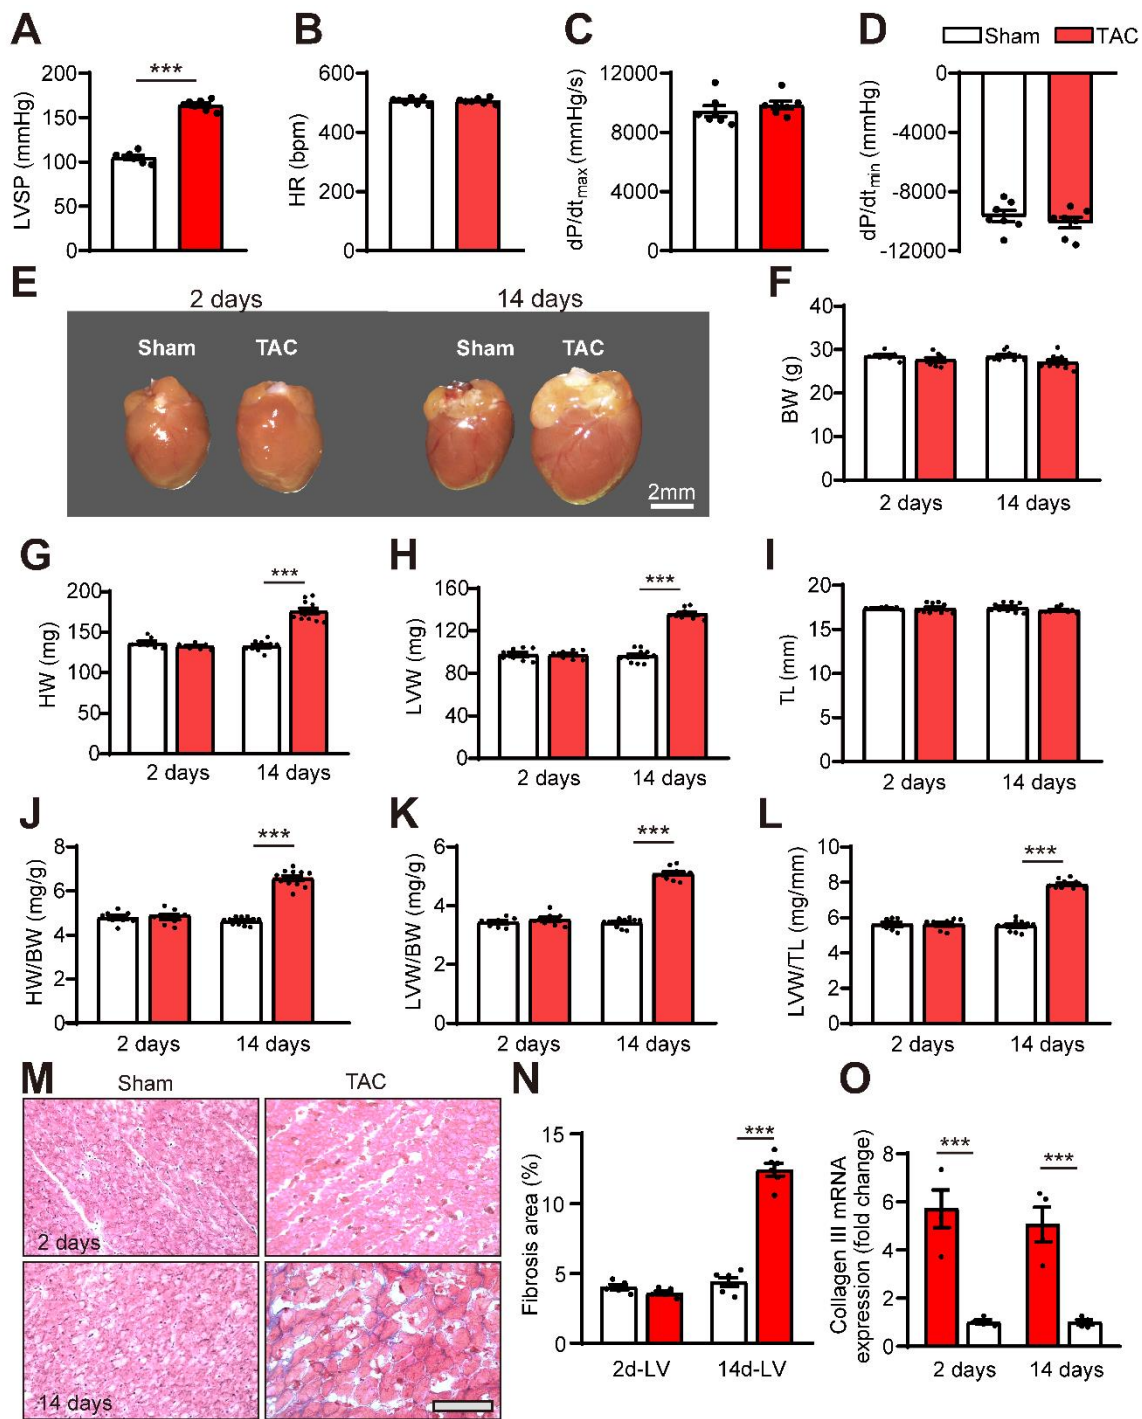 A
B
C
D
Sham
TAC
LVSP (mmHg)
200
150
100
50
0
***
HR (bpm)
600
400
200
0
dP/dtmax (mmHg/s)
12000
9000
6000
3000
0
dP/dtmin (mmHg)
0
-4000
-8000
-12000
E
2 days
14 days
Sham
TAC
Sham
TAC
2mm
F
BW (g)
40
30
20
10
0
2 days
14 days
G
HW (mg)
200
150
100
50
0
***
2 days
14 days
H
LVW (mg)
160
120
80
40
0
***
2 days
14 days
I
TL (mm)
20
15
10
5
0
2 days
14 days
J
HW/BW (mg/g)
8
6
4
2
0
***
2 days
14 days
K
LVW/BW (mg/g)
6
4
2
0
***
2 days
14 days
L
LVW/TL (mg/mm)
10
8
6
4
2
0
***
2 days
14 days
M
Sham
TAC
2 days
14 days
N
Fibrosis area (%)
15
10
5
0
***
2d-LV
14d-LV
O
Collagen III mRNA
expression (fold change)
8
6
4
2
0
***
***
2 days
14 days